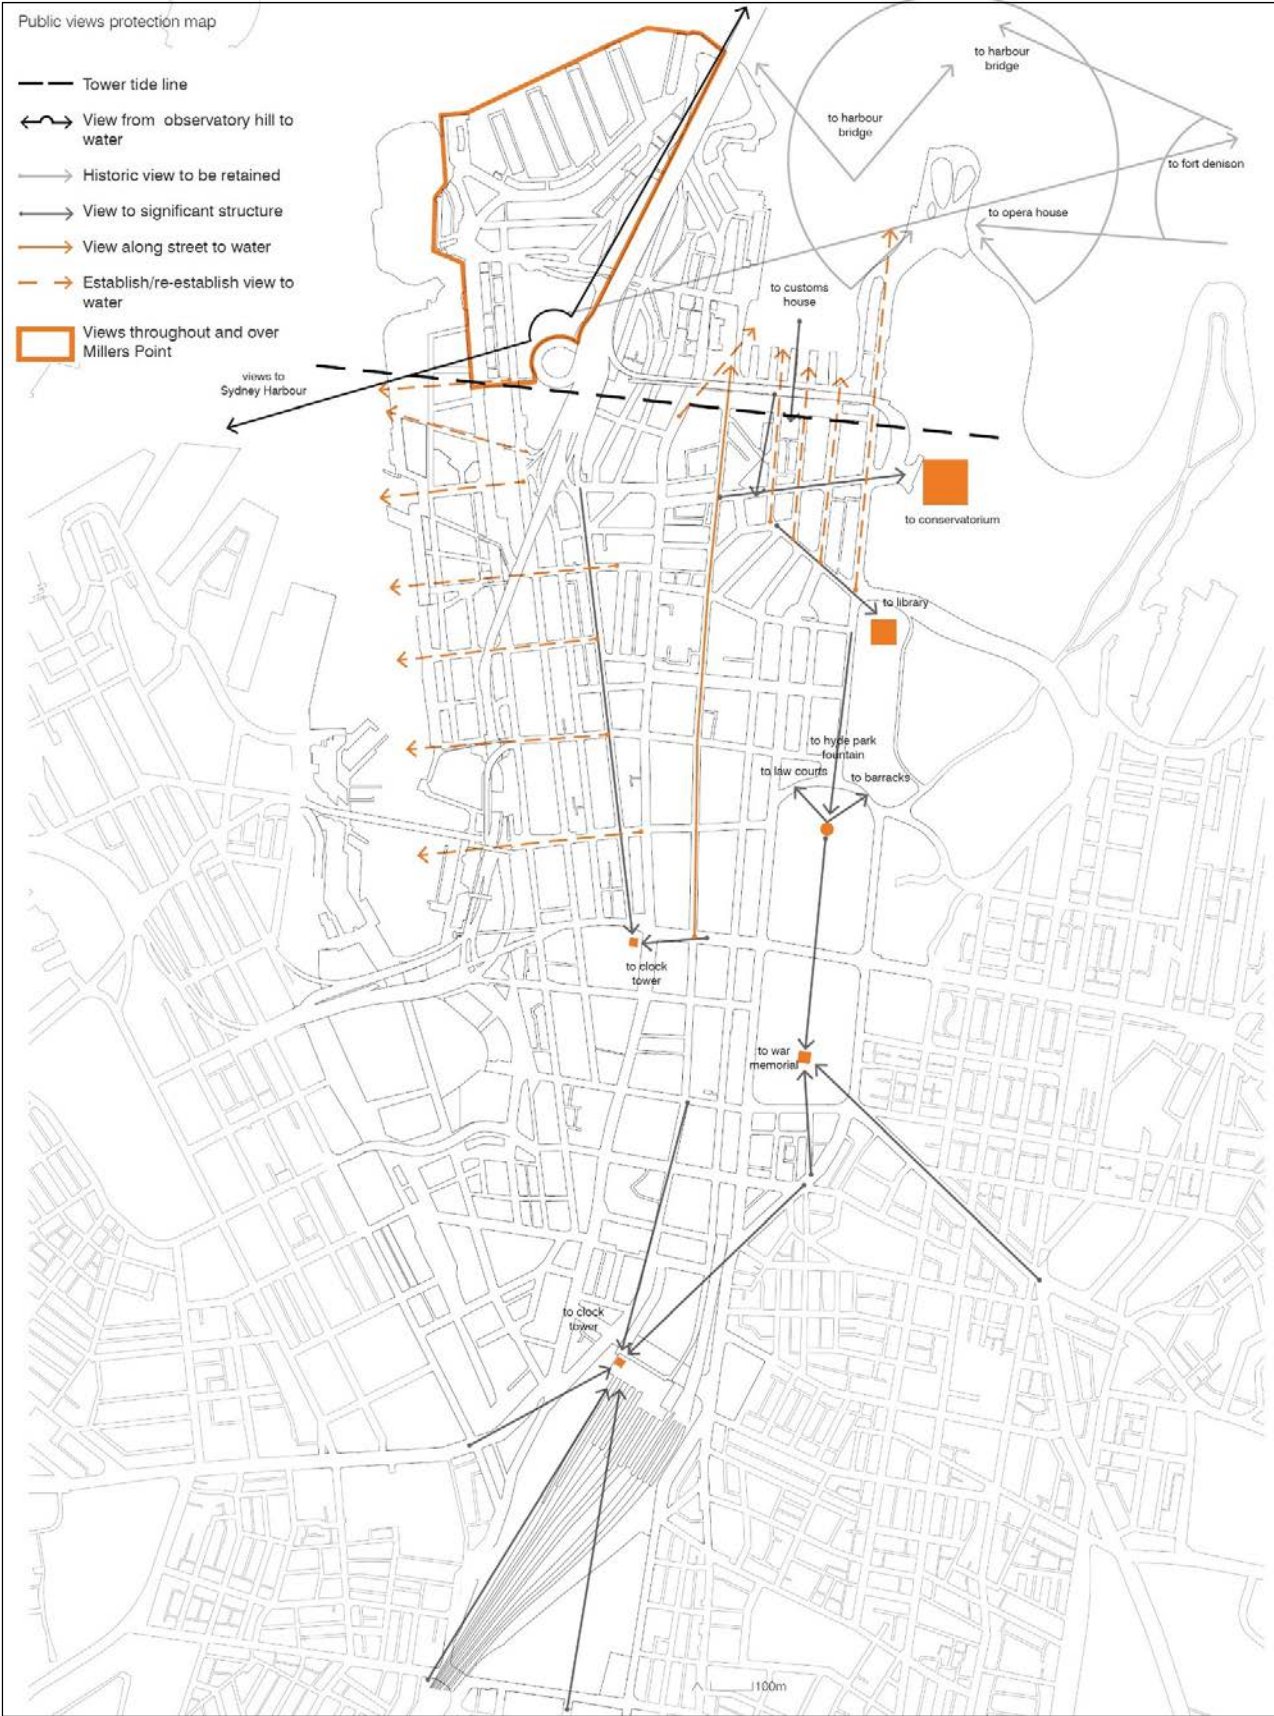 Public views protection map
Tower tide line
View from observatory hill to
water
Historic view to be retained
View to significant structure
View along street to water
Establish/re-establish view to
water
Views throughout and over
Millers Point
to harbour
bridge
to harbour
bridge
to fort denison
to opera house
to customs
house
views to
Sydney Harbour
to conservatorium
to library
to hyde park
fountain
to law courts
to barracks
to clock
tower
to war
memorial
to clock
tower
100m